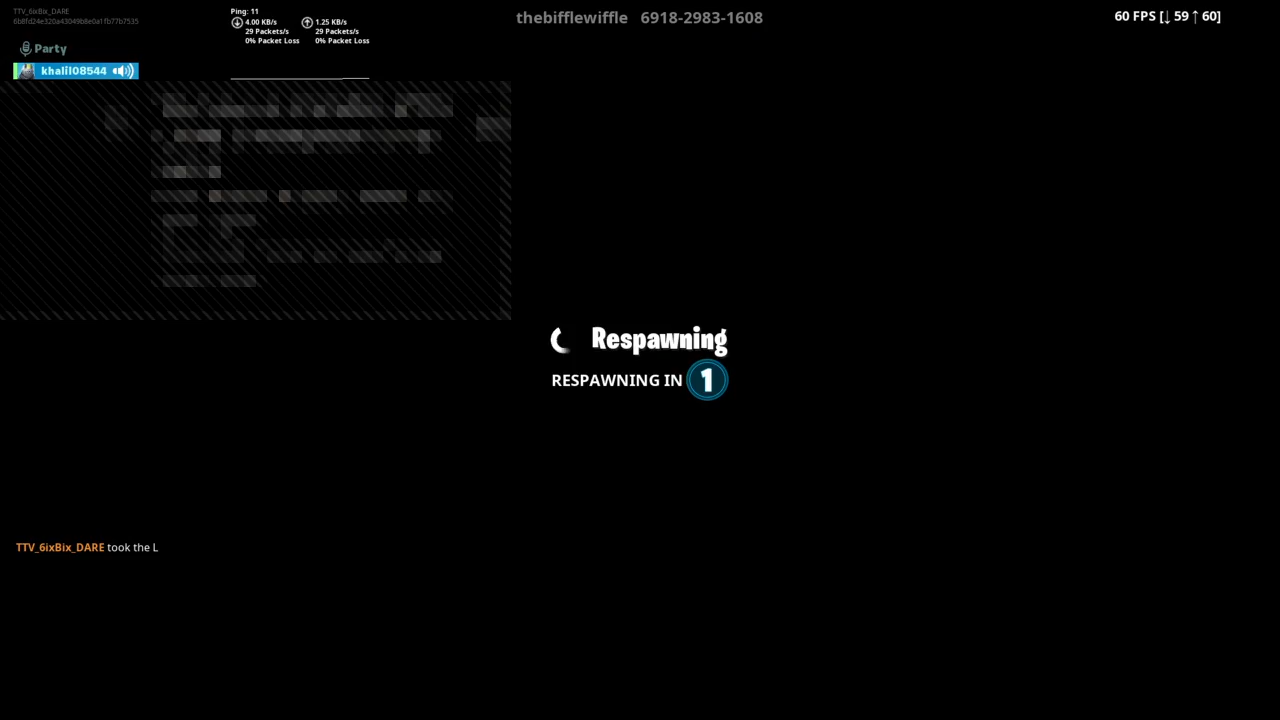 TTV_6ixBix_DARE
6b8fd24e320a43049b8e0a1fb77b7535
Party
khalil08544
Ping: 11
4.00 KB/s
29 Packets/s
0% Packet Loss
1.25 KB/s
29 Packets/s
0% Packet Loss
thebifflewiffle 6918-2983-1608
60 FPS [↓ 59 ↑ 60]
Respawning
RESPAWNING IN 1
TTV_6ixBix_DARE took the L